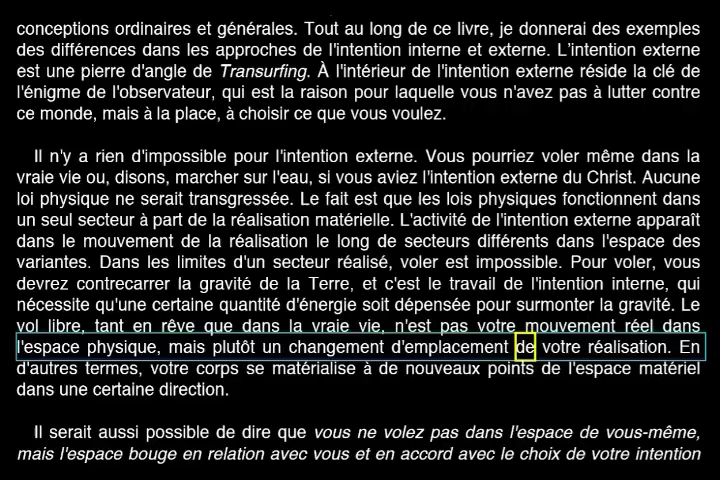 conceptions ordinaires et générales. Tout au long de ce livre, je donnerai des exemples
des différences dans les approches de l'intention interne et externe. L'intention externe
est une pierre d'angle de Transurfing. À l'intérieur de l'intention externe réside la clé de
l'énigme de l'observateur, qui est la raison pour laquelle vous n'avez pas à lutter contre
ce monde, mais à la place, à choisir ce que vous voulez.
Il n'y a rien d'impossible pour l'intention externe. Vous pourriez voler même dans la
vraie vie ou, disons, marcher sur l'eau, si vous aviez l'intention externe du Christ. Aucune
loi physique ne serait transgressée. Le fait est que les lois physiques fonctionnent dans
un seul secteur à part de la réalisation matérielle. L'activité de l'intention externe apparaît
dans le mouvement de la réalisation le long de secteurs différents dans l'espace des
variantes. Dans les limites d'un secteur réalisé, voler est impossible. Pour voler, vous
devrez contrecarrer la gravité de la Terre, et c'est le travail de l'intention interne, qui
nécessite qu'une certaine quantité d'énergie soit dépensée pour surmonter la gravité. Le
vol libre, tant en rêve que dans la vraie vie, n'est pas votre mouvement réel dans
l'espace physique, mais plutôt un changement d'emplacement de votre réalisation. En
d'autres termes, votre corps se matérialise à de nouveaux points de l'espace matériel
dans une certaine direction.
Il serait aussi possible de dire que vous ne volez pas dans l'espace de vous-même,
mais l'espace bouge en relation avec vous et en accord avec le choix de votre intention